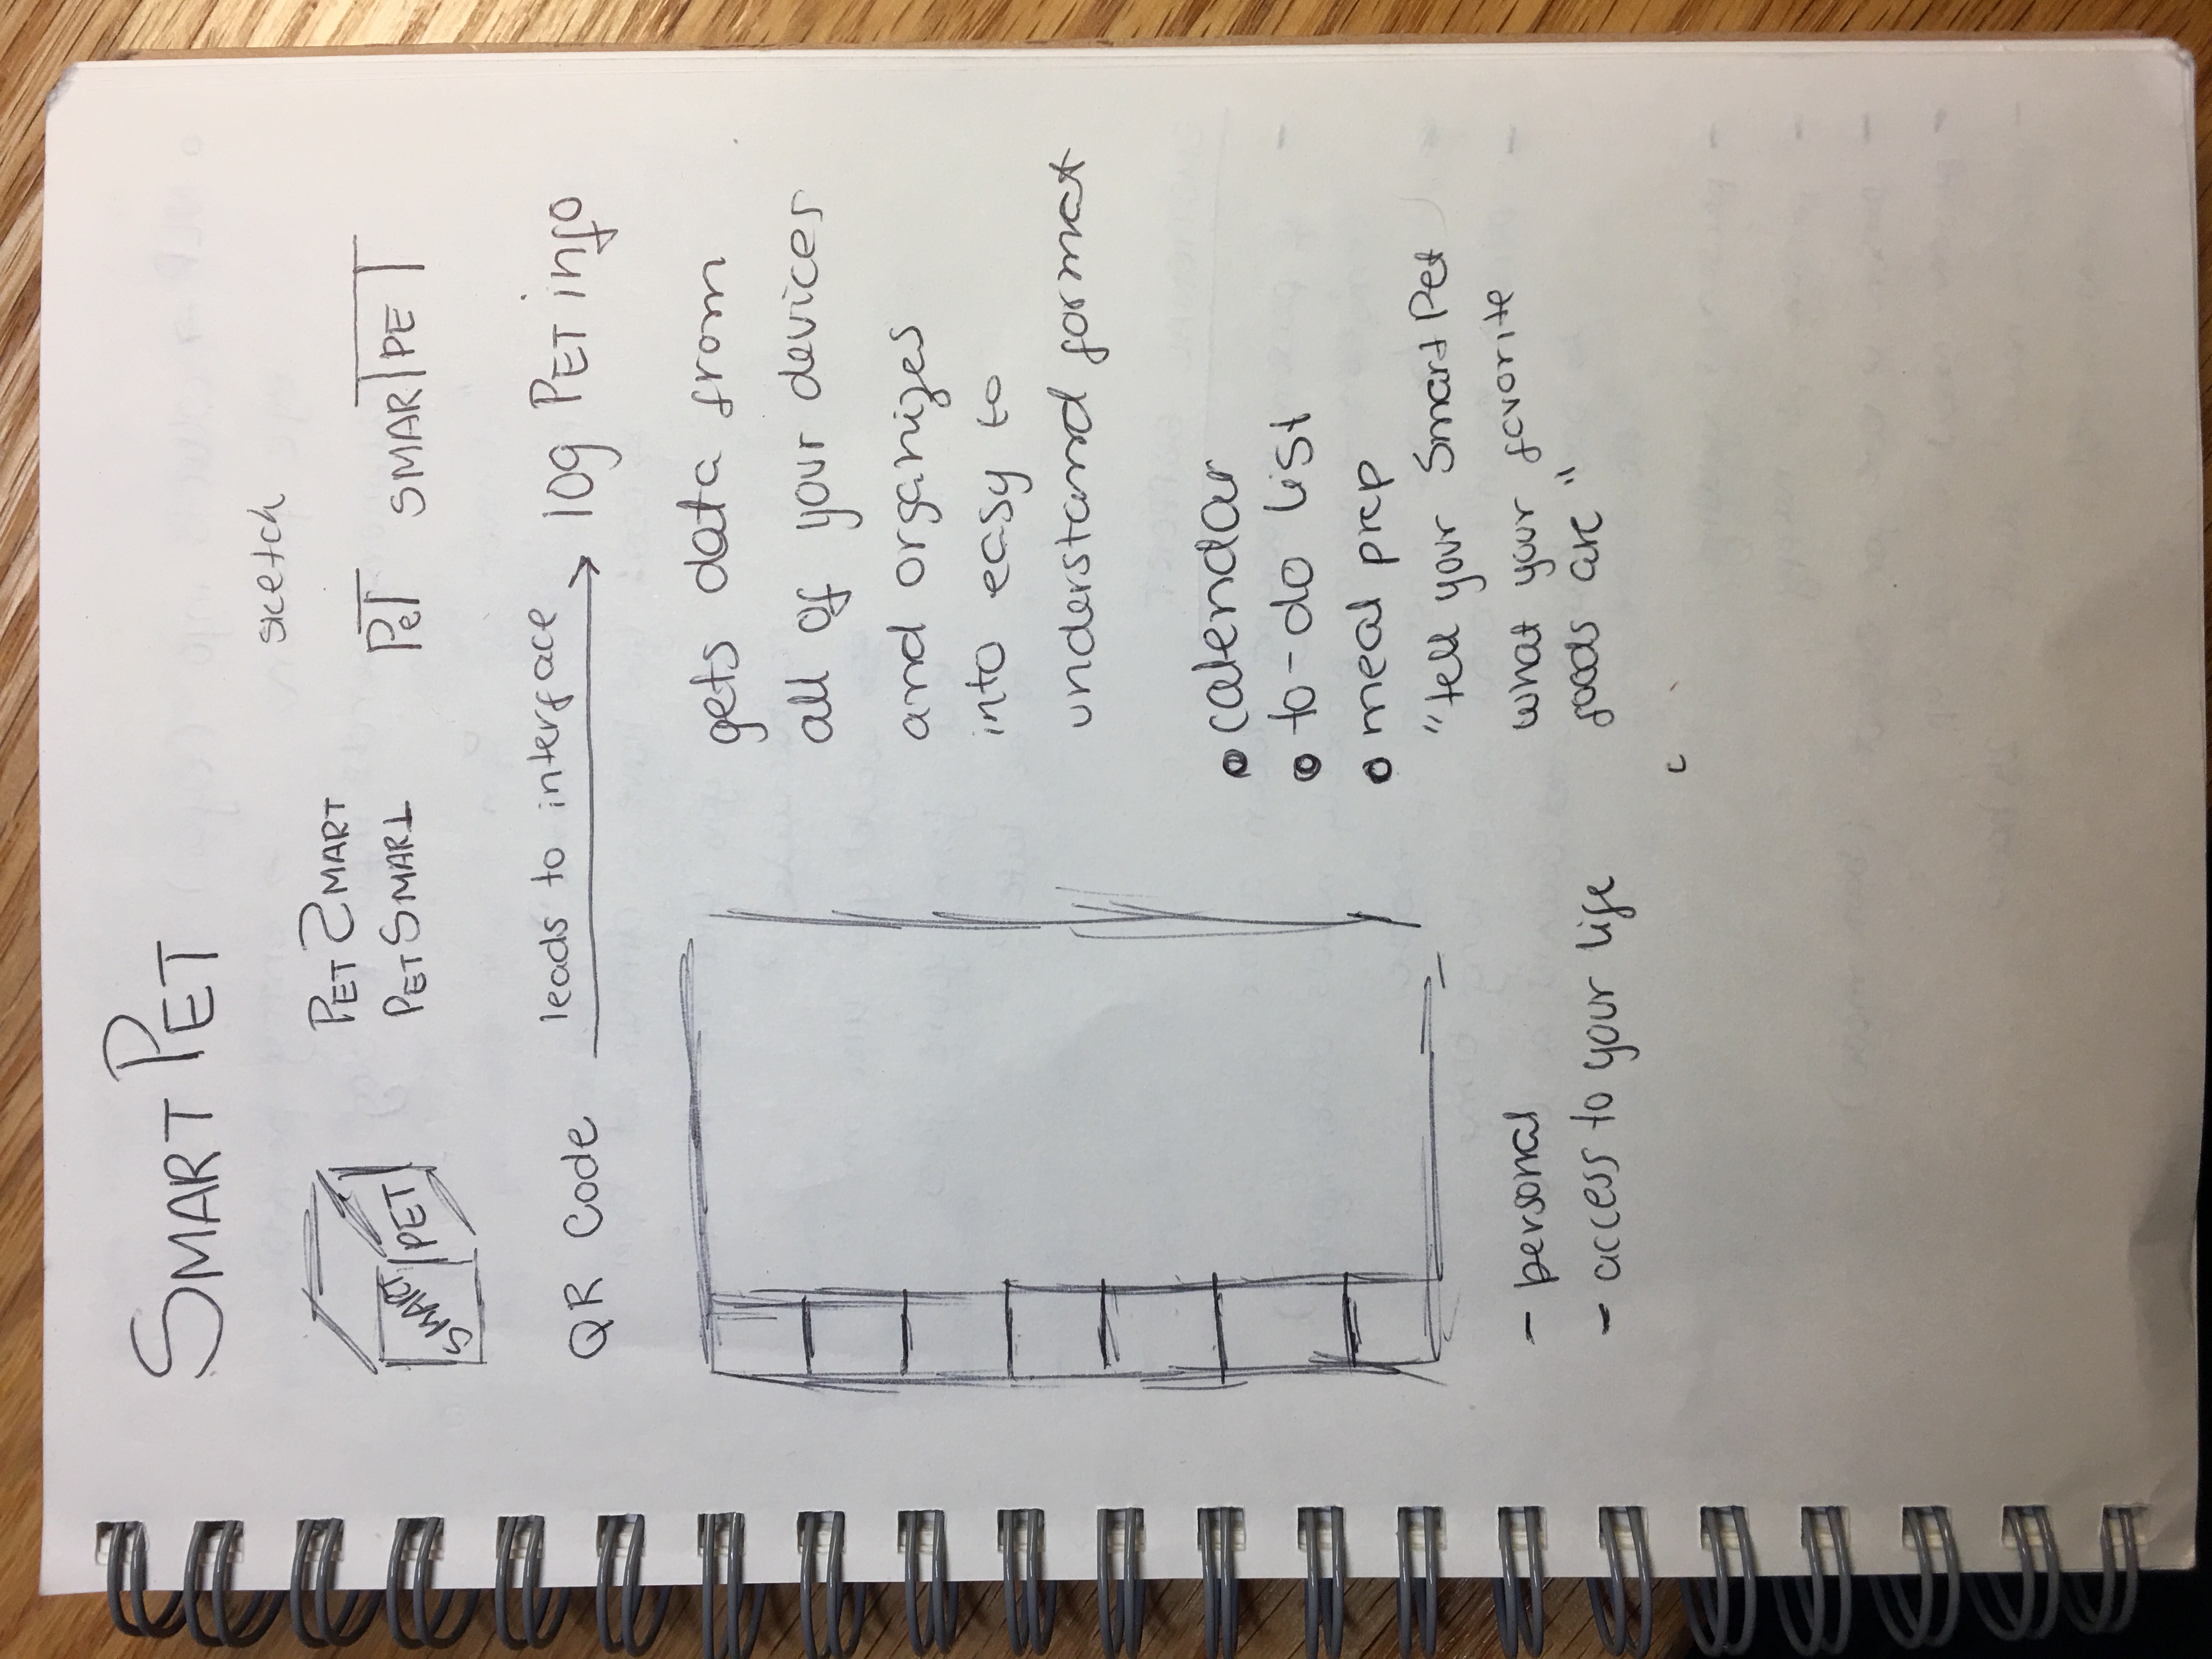 SMART PET
sketch
SMART PET
PET SMART
PET SMART
PeT SMARTPET
QR Code leads to interface log PET info
gets data from
all of your devices
and organizes
into easy to
understand format
calendar
to-do list
meal prep
"tell your Smart Pet
what your favorite
foods are"
- personal
- access to your life
c